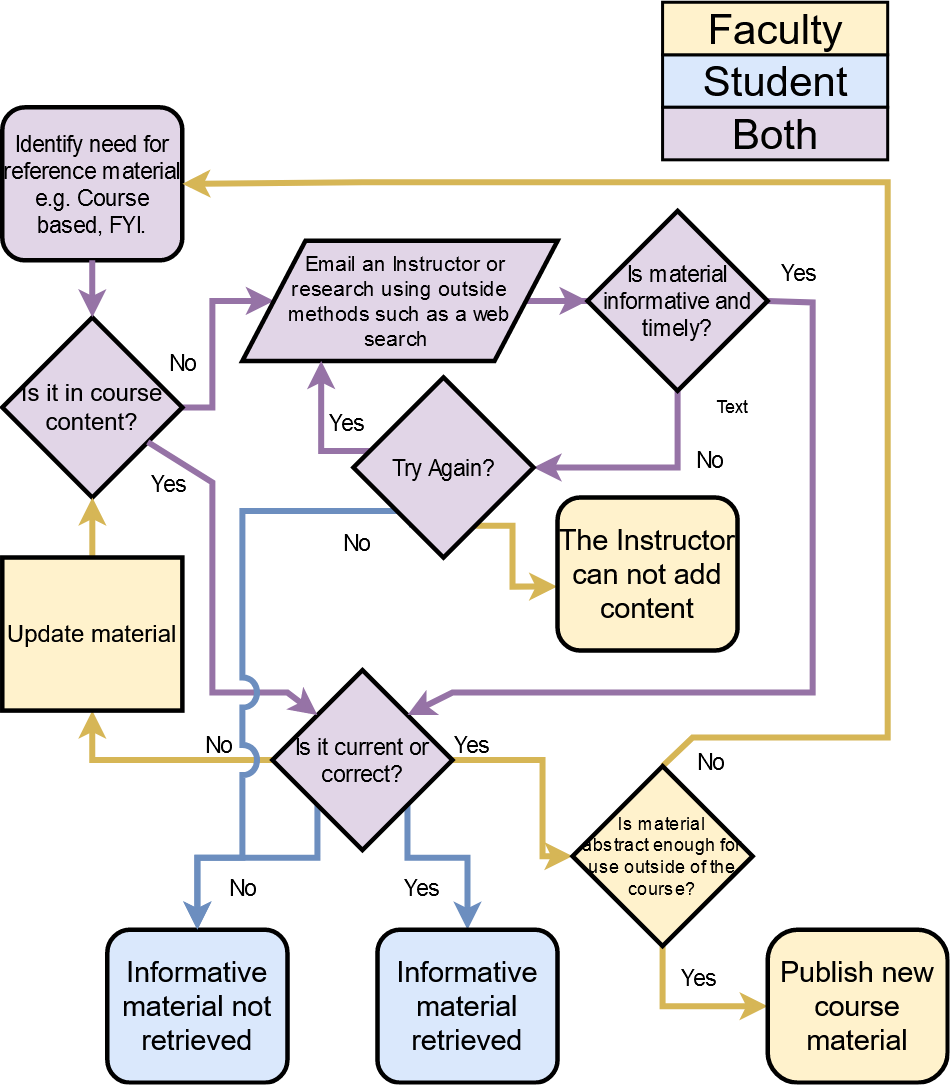 Faculty
Student
Both
Identify need for
reference material
e.g. Course
based, FYI.
Email an Instructor or
research using outside
methods such as a web
search
Is material
informative and
timely?
Yes
No
Is it in course
content?
Yes
Text
No
Yes
Try Again?
No
The Instructor
can not add
content
Update material
No
Is it current or
correct?
Yes
No
Is material
abstract enough for
use outside of the
course?
No
Yes
Yes
Informative
material not
retrieved
Informative
material
retrieved
Publish new
course
material